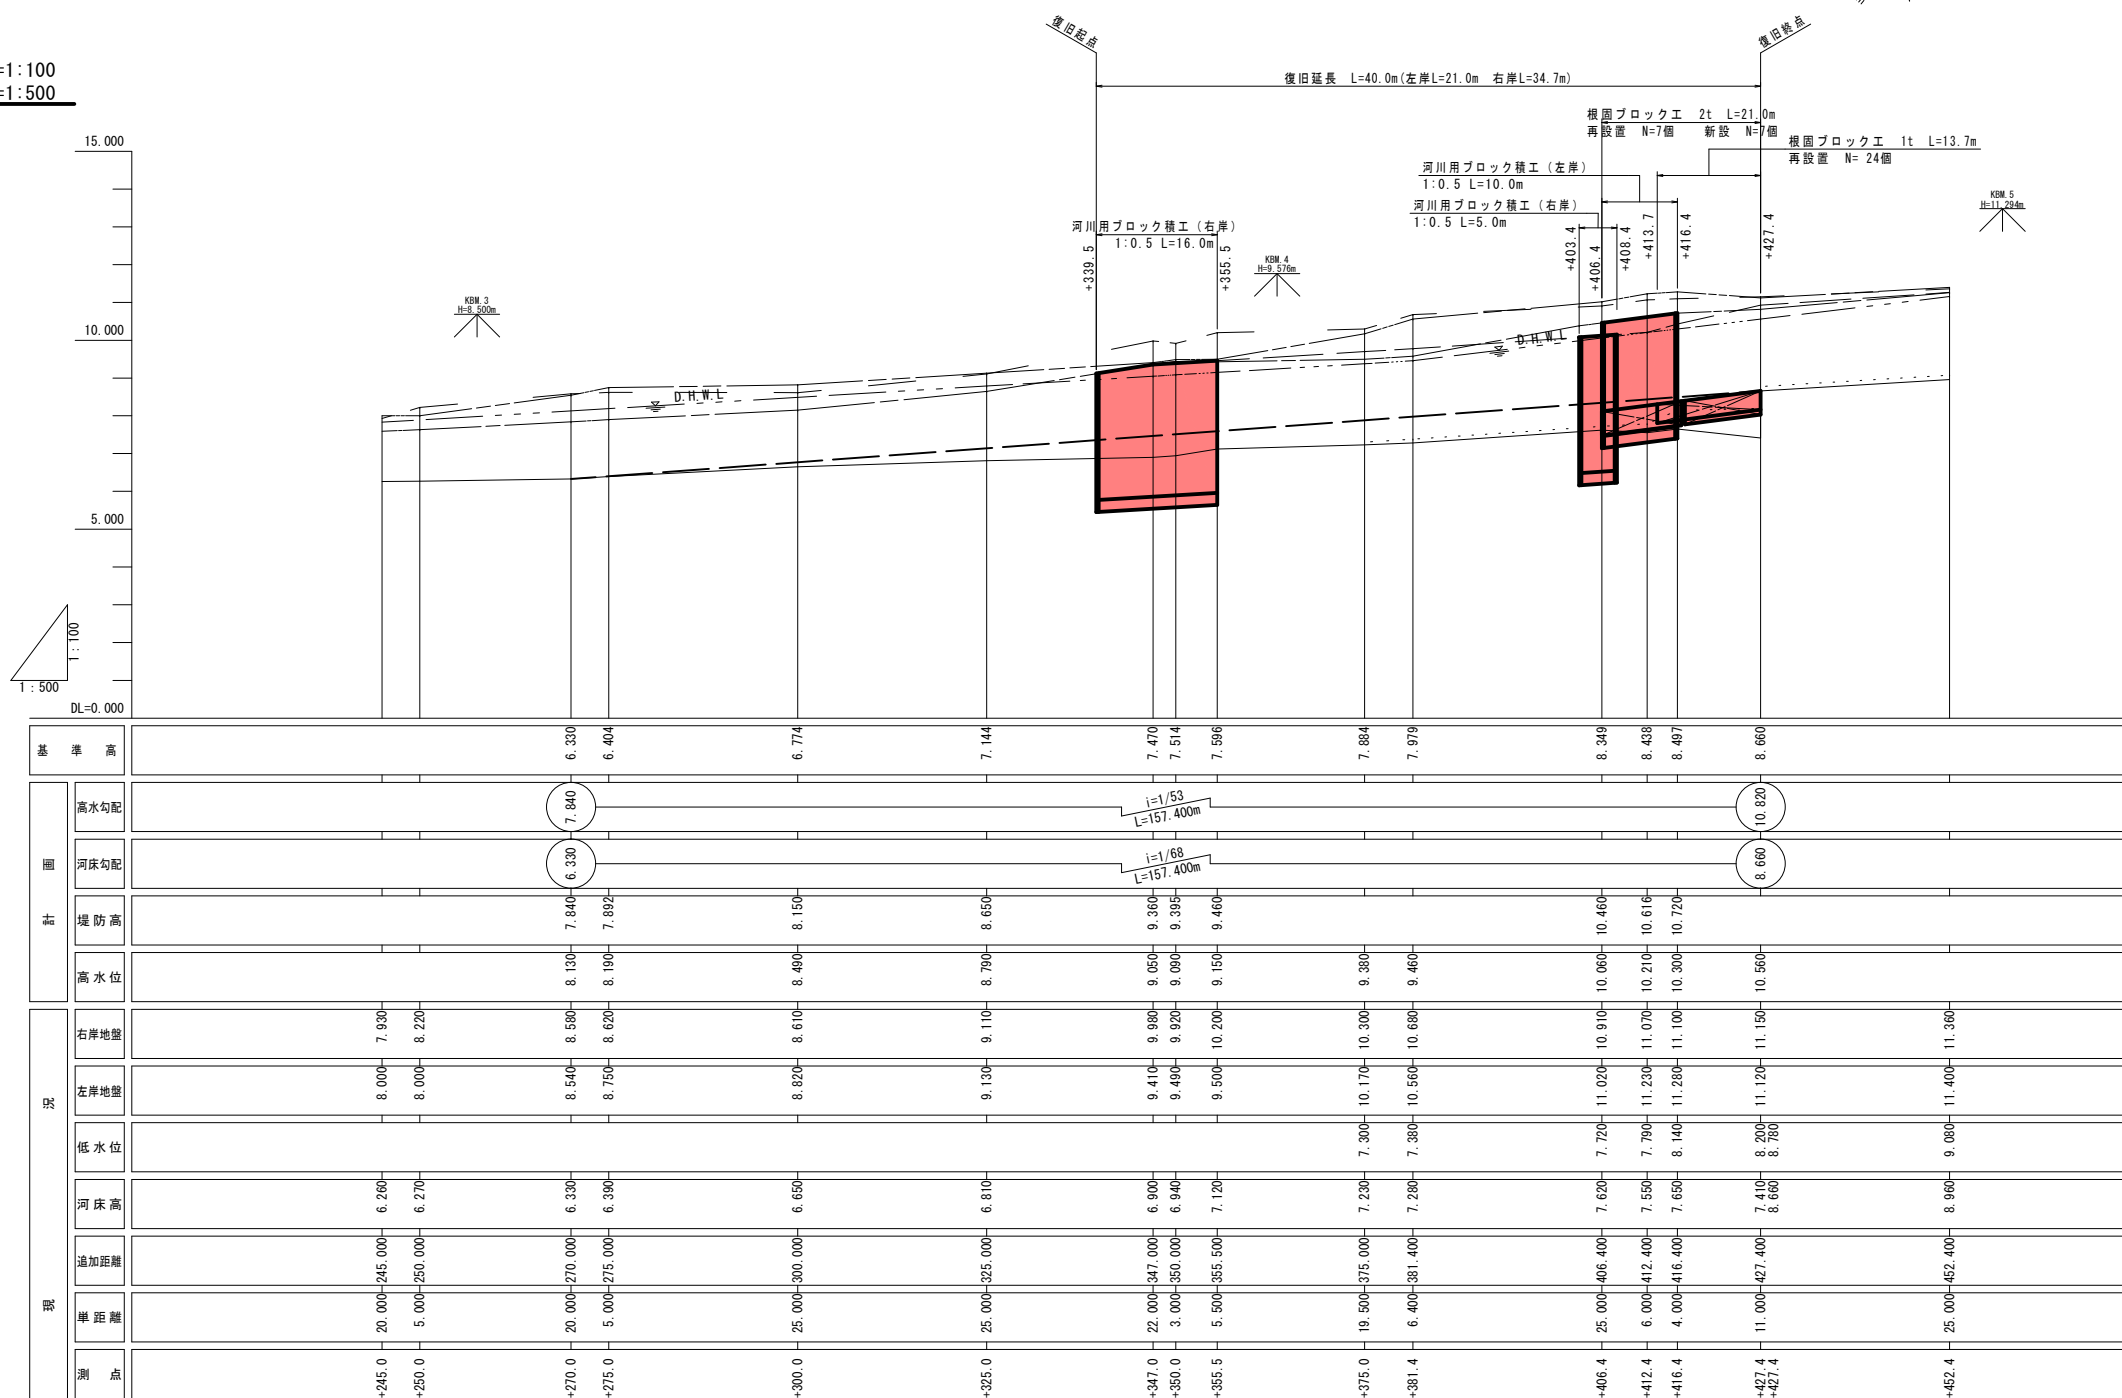 =1:100
=1:500
復旧起点
復旧終点
復旧延長 L=40.0m(左岸L=21.0m 右岸L=34.7m)
根固ブロック工 2t L=21.0m
再設置 N=7個 新設 N=7個
根固ブロック工 1t L=13.7m
再設置 N= 24個
河川用ブロック積工(左岸)
1:0.5 L=10.0m
河川用ブロック積工(右岸)
1:0.5 L=5.0m
河川用ブロック積工(右岸)
1:0.5 L=16.0m
+339.5
+355.5
+403.4
+406.4
+408.4
+413.7
+416.4
+427.4
KBM.3
H=8.500m
KBM.4
H=9.576m
KBM.5
H=11.294m
D.H.W.L
D.H.W.L
15.000
10.000
5.000
DL=0.000
1:100
1:500
基準高 6.330 6.404 6.774 7.144 7.470 7.514 7.596 7.884 7.979 8.349 8.438 8.497 8.660
計画
高水勾配 7.840 i=1/53 L=157.400m 10.820
河床勾配 6.330 i=1/68 L=157.400m 8.660
堤防高 7.840 7.892 8.150 8.650 9.360 9.395 9.460 10.460 10.616 10.720
高水位 8.130 8.190 8.490 8.790 9.050 9.090 9.150 9.380 9.460 10.060 10.210 10.300 10.560
現況
右岸地盤 7.930 8.220 8.580 8.620 8.610 9.110 9.980 9.920 10.200 10.300 10.680 10.910 11.070 11.100 11.150 11.360
左岸地盤 8.000 8.000 8.540 8.750 8.820 9.130 9.410 9.490 9.500 10.170 10.560 11.020 11.230 11.280 11.120 11.400
低水位 7.300 7.380 7.720 7.790 8.140 8.200 8.780 9.080
河床高 6.260 6.270 6.330 6.390 6.650 6.810 6.900 6.940 7.120 7.230 7.280 7.620 7.550 7.650 7.410 8.660 8.960
追加距離 245.000 250.000 270.000 275.000 300.000 325.000 347.000 350.000 355.500 375.000 381.400 406.400 412.400 416.400 427.400 452.400
単距離 20.000 5.000 20.000 5.000 25.000 25.000 22.000 3.000 5.500 19.500 6.400 25.000 6.000 4.000 11.000 25.000
測点 +245.0 +250.0 +270.0 +275.0 +300.0 +325.0 +347.0 +350.0 +355.5 +375.0 +381.4 +406.4 +412.4 +416.4 +427.4 +427.4 +452.4